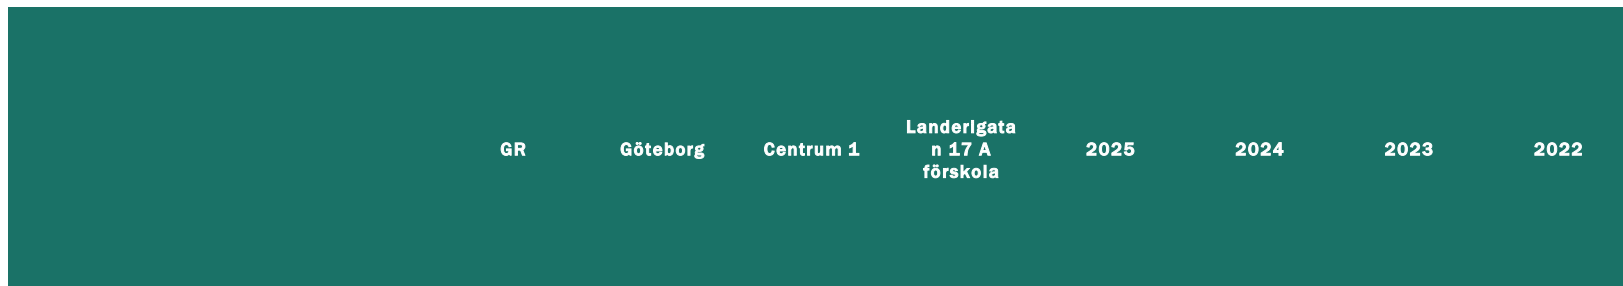 GR Göteborg Centrum 1 Landerigata
n 17 A
förskola 2025 2024 2023 2022